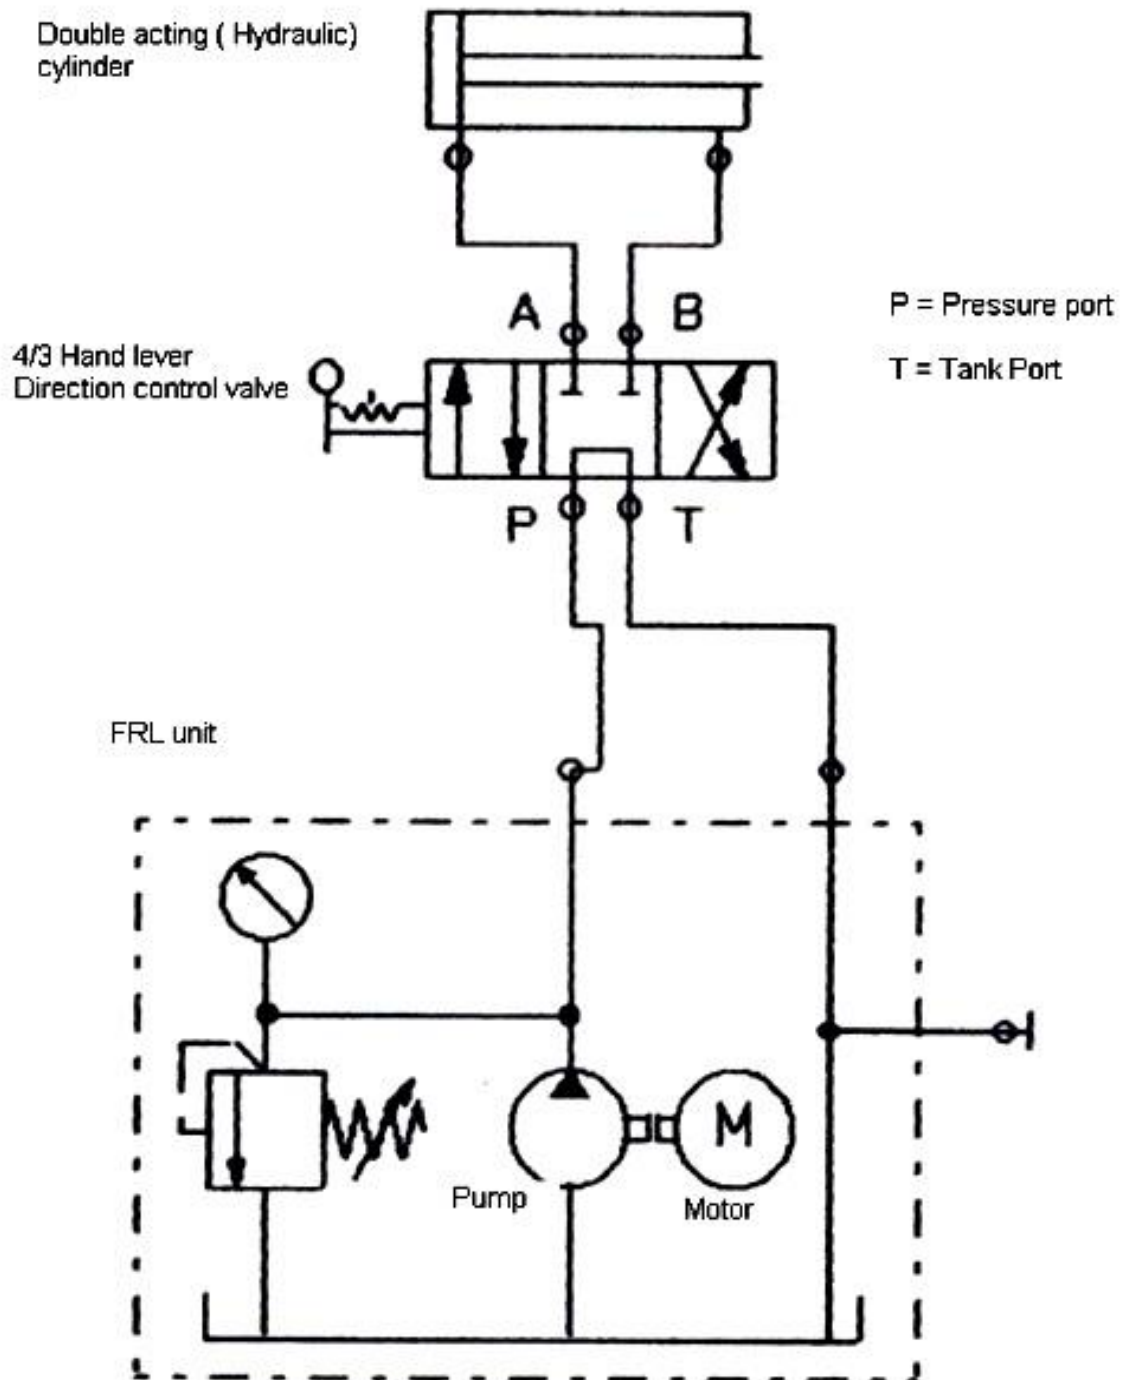 Double acting ( Hydraulic)
cylinder
A
B
P = Pressure port
T = Tank Port
4/3 Hand lever
Direction control valve
P
T
FRL unit
M
Pump
Motor